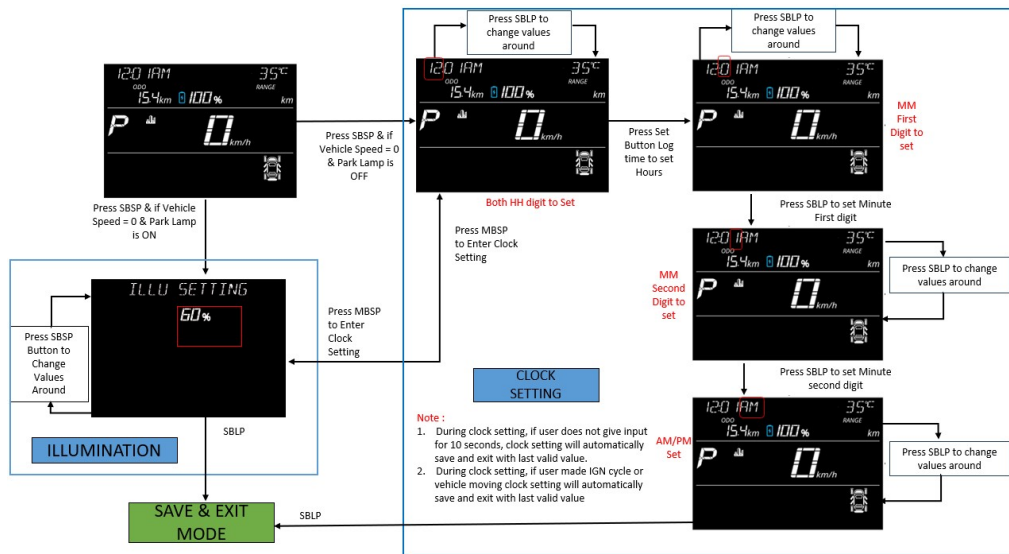 12:01AM
35℃
ODO
RANGE
15.4km
100%
km
P
0
km/h
Press SBSP & if
Vehicle Speed = 0
& Park Lamp is
OFF
Press SBSP & if Vehicle
Speed = 0 & Park Lamp
is ON
Press SBLP to
change values
around
12:01AM
35℃
ODO
RANGE
15.4km
100%
km
P
0
km/h
Both HH digit to Set
Press Set
Button Log
time to set
Hours
Press SBLP to
change values
around
12:01AM
35℃
ODO
RANGE
15.4km
100%
km
P
0
km/h
MM
First
Digit to
set
Press SBLP to set Minute
First digit
12:01AM
35℃
ODO
RANGE
15.4km
100%
km
P
0
km/h
MM
Second
Digit to
set
Press SBLP to change
values around
Press SBLP to set Minute
second digit
12:01AM
35℃
ODO
RANGE
15.4km
100%
km
P
0
km/h
AM/PM
Set
Press SBLP to change
values around
Press MBSP
to Enter Clock
Setting
Press MBSP
to Enter
Clock
Setting
ILLU SETTING
60%
Press SBSP
Button to
Change
Values
Around
ILLUMINATION
SBLP
CLOCK
SETTING
Note :
1. During clock setting, if user does not give input
for 10 seconds, clock setting will automatically
save and exit with last valid value.
2. During clock setting, if user made IGN cycle or
vehicle moving clock setting will automatically
save and exit with last valid value
SAVE & EXIT
MODE
SBLP